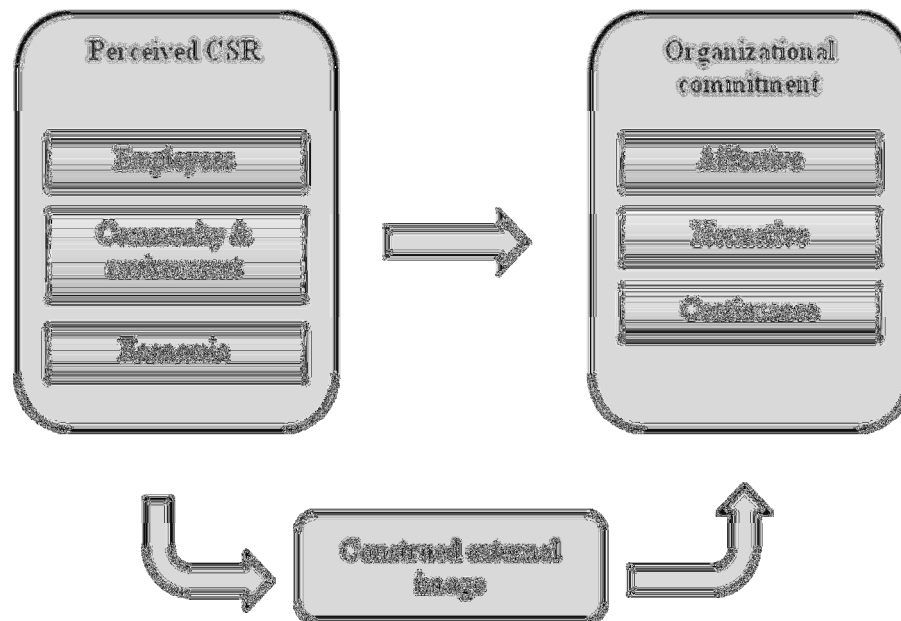 Perceived CSR
Employees
Community &
environment
Economic
Organizational
commitment
Affective
Normative
Continuance
Construed external
image